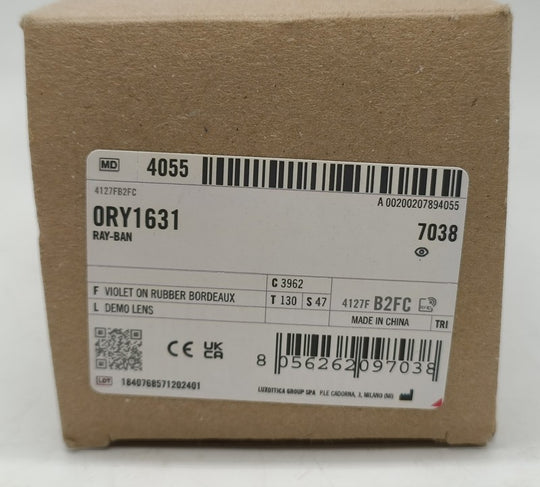 MD 4055
4127FB2FC
A 00200207894055
0RY1631
RAY-BAN
7038
C 3962
F VIOLET ON RUBBER BORDEAUX
T 130 S 47
4127F B2FC
L DEMO LENS
MADE IN CHINA
TRI
CE UK CA
8 056262 097038
LOT 1840768571202401
LUXOTTICA GROUP SPA P.LE CADORNA, 3, MILANO (MI)